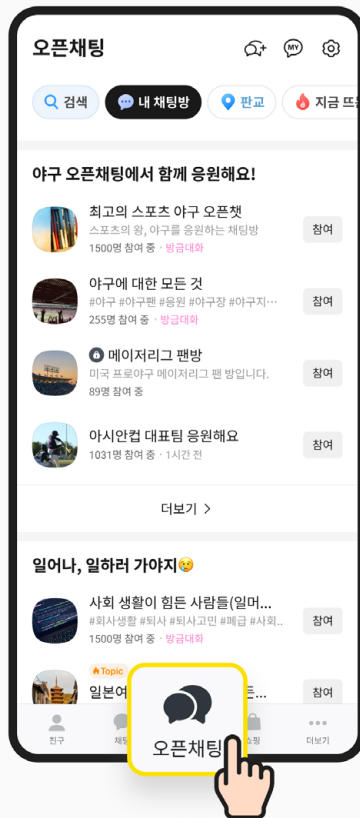 오픈채팅
MY
검색
내 채팅방
판교
지금
야구 오픈채팅에서 함께 응원해요!
최고의 스포츠 야구 오픈챗
스포츠의 왕, 야구를 응원하는 채팅방
1500명 참여 중 · 방금대화
참여
야구에 대한 모든 것
#야구 #야구팬 #응원 #야구장 #야구지···
255명 참여 중 · 방금대화
참여
메이저리그 팬방
미국 프로야구 메이저리그 팬 방입니다.
89명 참여 중
참여
아시안컵 대표팀 응원해요
1031명 참여 중 · 1시간 전
참여
더보기 >
일어나, 일하러 가야지😢
사회 생활이 힘든 사람들(일머...
#회사생활 #퇴사 #퇴사고민 #폐급 #사회..
1500명 참여 중 · 방금대화
참여
Topic
일본여
참여
친구
오픈채팅
더보기